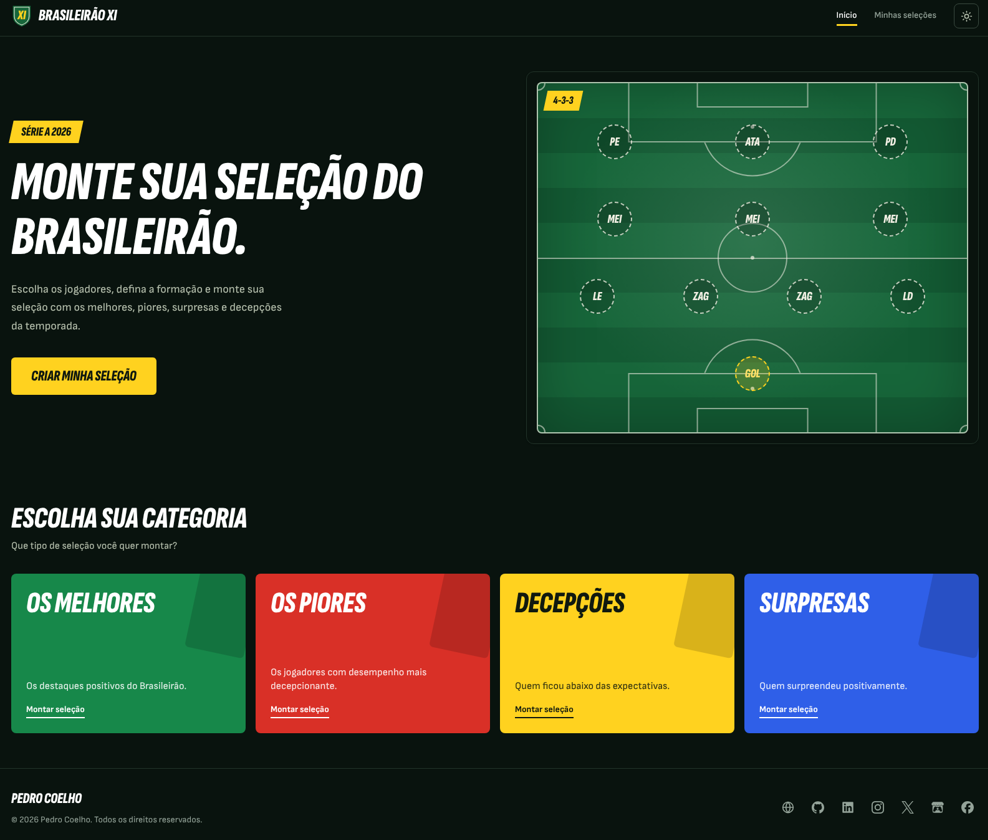 XI BRASILEIRÃO XI
Início
Minhas seleções
SÉRIE A 2026
MONTE SUA SELEÇÃO DO
BRASILEIRÃO.
Escolha os jogadores, defina a formação e monte sua
seleção com os melhores, piores, surpresas e decepções
da temporada.
CRIAR MINHA SELEÇÃO
4-3-3
PE ATA PD
MEI MEI MEI
LE ZAG ZAG LD
GOL
ESCOLHA SUA CATEGORIA
Que tipo de seleção você quer montar?
OS MELHORES
Os destaques positivos do Brasileirão.
Montar seleção
OS PIORES
Os jogadores com desempenho mais
decepcionante.
Montar seleção
DECEPÇÕES
Quem ficou abaixo das expectativas.
Montar seleção
SURPRESAS
Quem surpreendeu positivamente.
Montar seleção
PEDRO COELHO
© 2026 Pedro Coelho. Todos os direitos reservados.